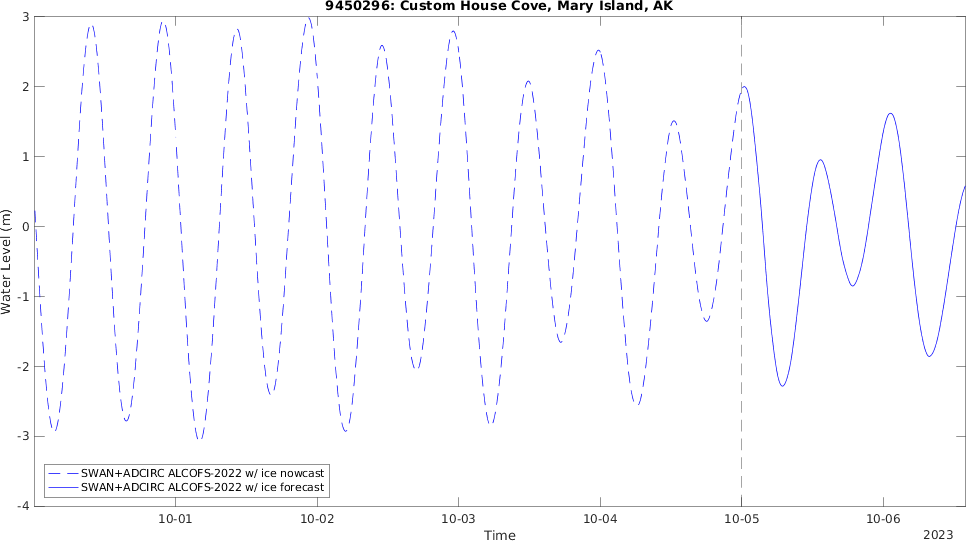 9450296: Custom House Cove, Mary Island, AK
3
2
1
0
-1
-2
-3
-4
Water Level (m)
SWAN+ADCIRC ALCOFS-2022 w/ ice nowcast
SWAN+ADCIRC ALCOFS-2022 w/ ice forecast
10-01 10-02 10-03 10-04 10-05 10-06
Time
2023